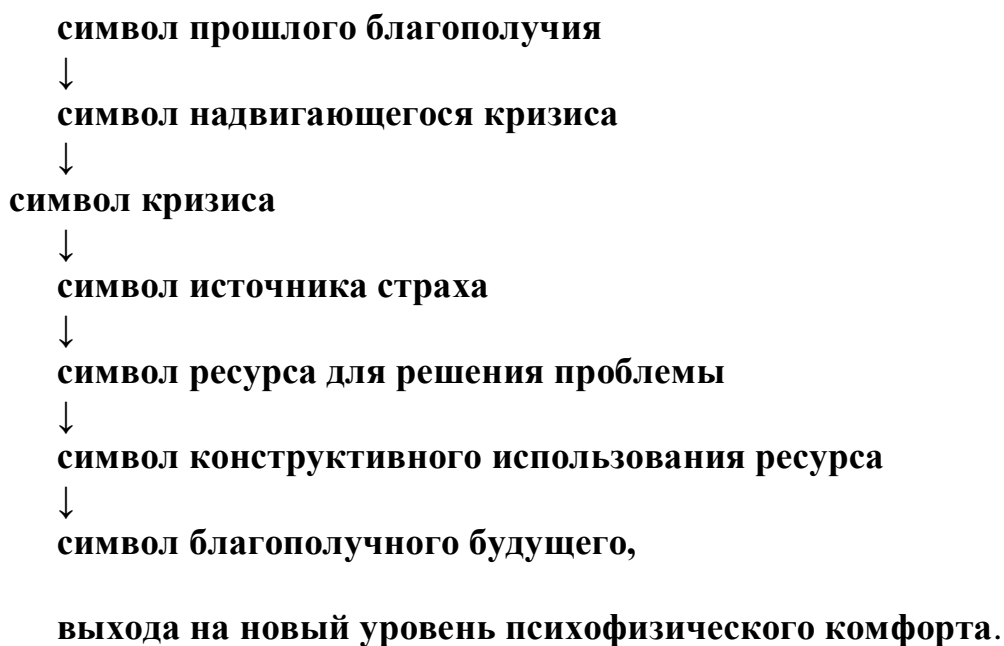 символ прошлого благополучия
↓
символ надвигающегося кризиса
↓
символ кризиса
↓
символ источника страха
↓
символ ресурса для решения проблемы
↓
символ конструктивного использования ресурса
↓
символ благополучного будущего,
выхода на новый уровень психофизического комфорта.